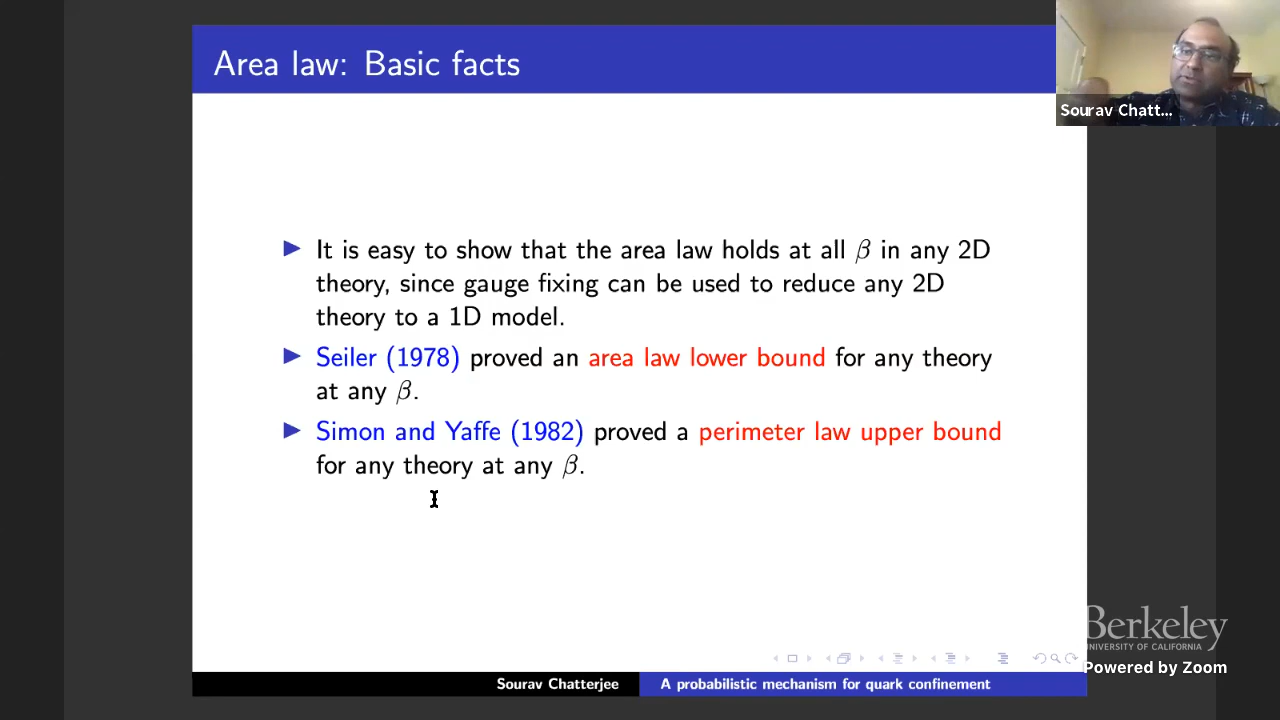 Area law: Basic facts
Sourav Chatt...
▶ It is easy to show that the area law holds at all β in any 2D
theory, since gauge fixing can be used to reduce any 2D
theory to a 1D model.
▶ Seiler (1978) proved an area law lower bound for any theory
at any β.
▶ Simon and Yaffe (1982) proved a perimeter law upper bound
for any theory at any β.
Berkeley
UNIVERSITY OF CALIFORNIA
Powered by Zoom
Sourav Chatterjee
A probabilistic mechanism for quark confinement